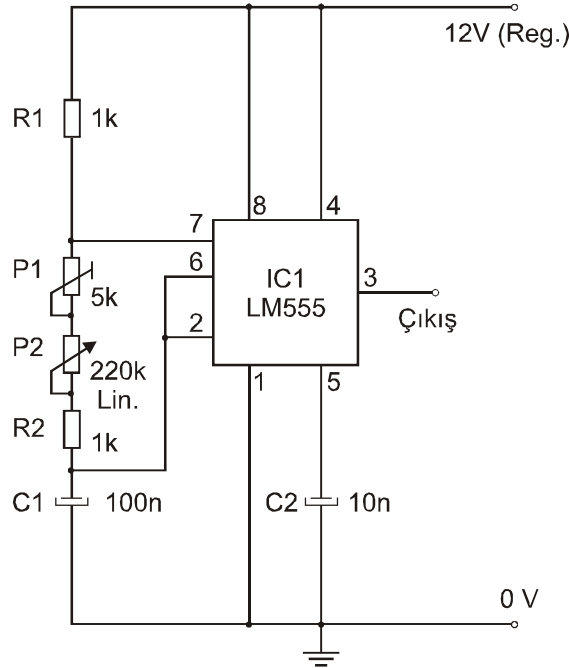 12V (Reg.)
R1 1k
8 4
7
P1 5k
6
IC1
LM555
3
Çıkış
2
P2 220k
Lin.
1 5
R2 1k
C1 100n
C2 10n
0 V